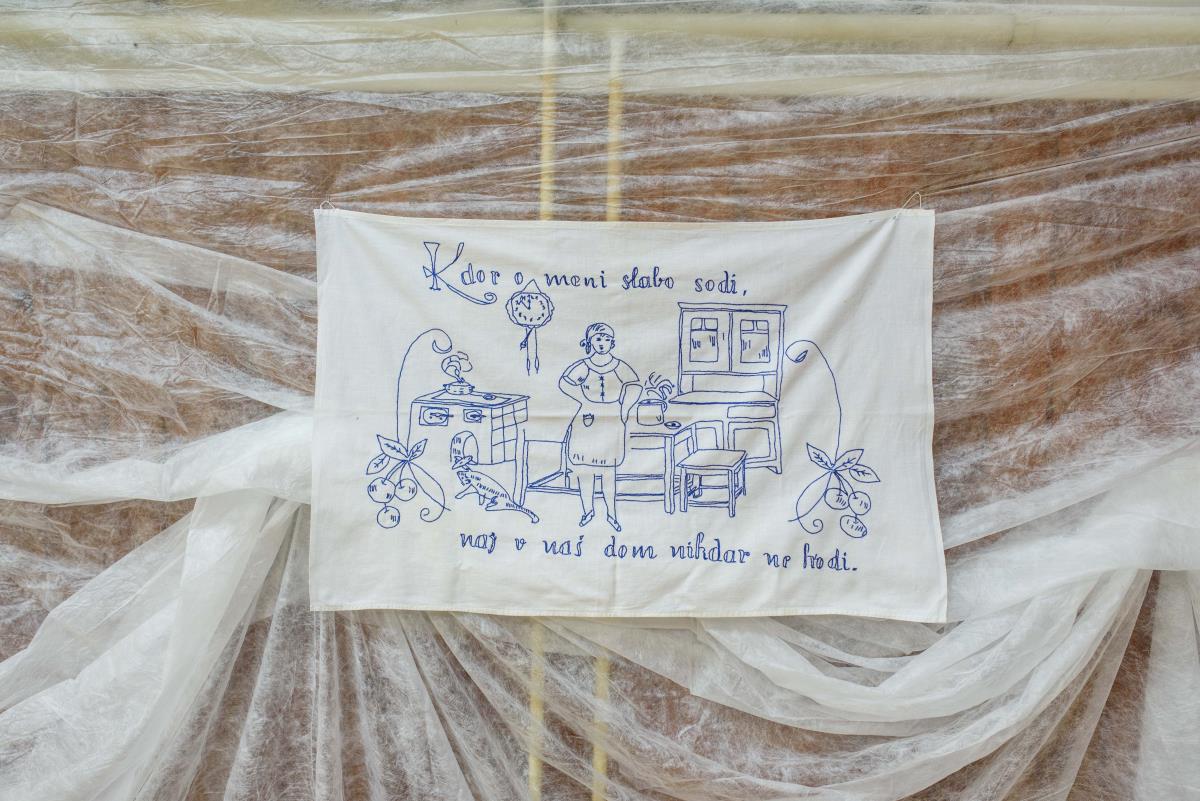 Kdor o meni slabo sodi,
naj v naš dom nikdar ne hodi.